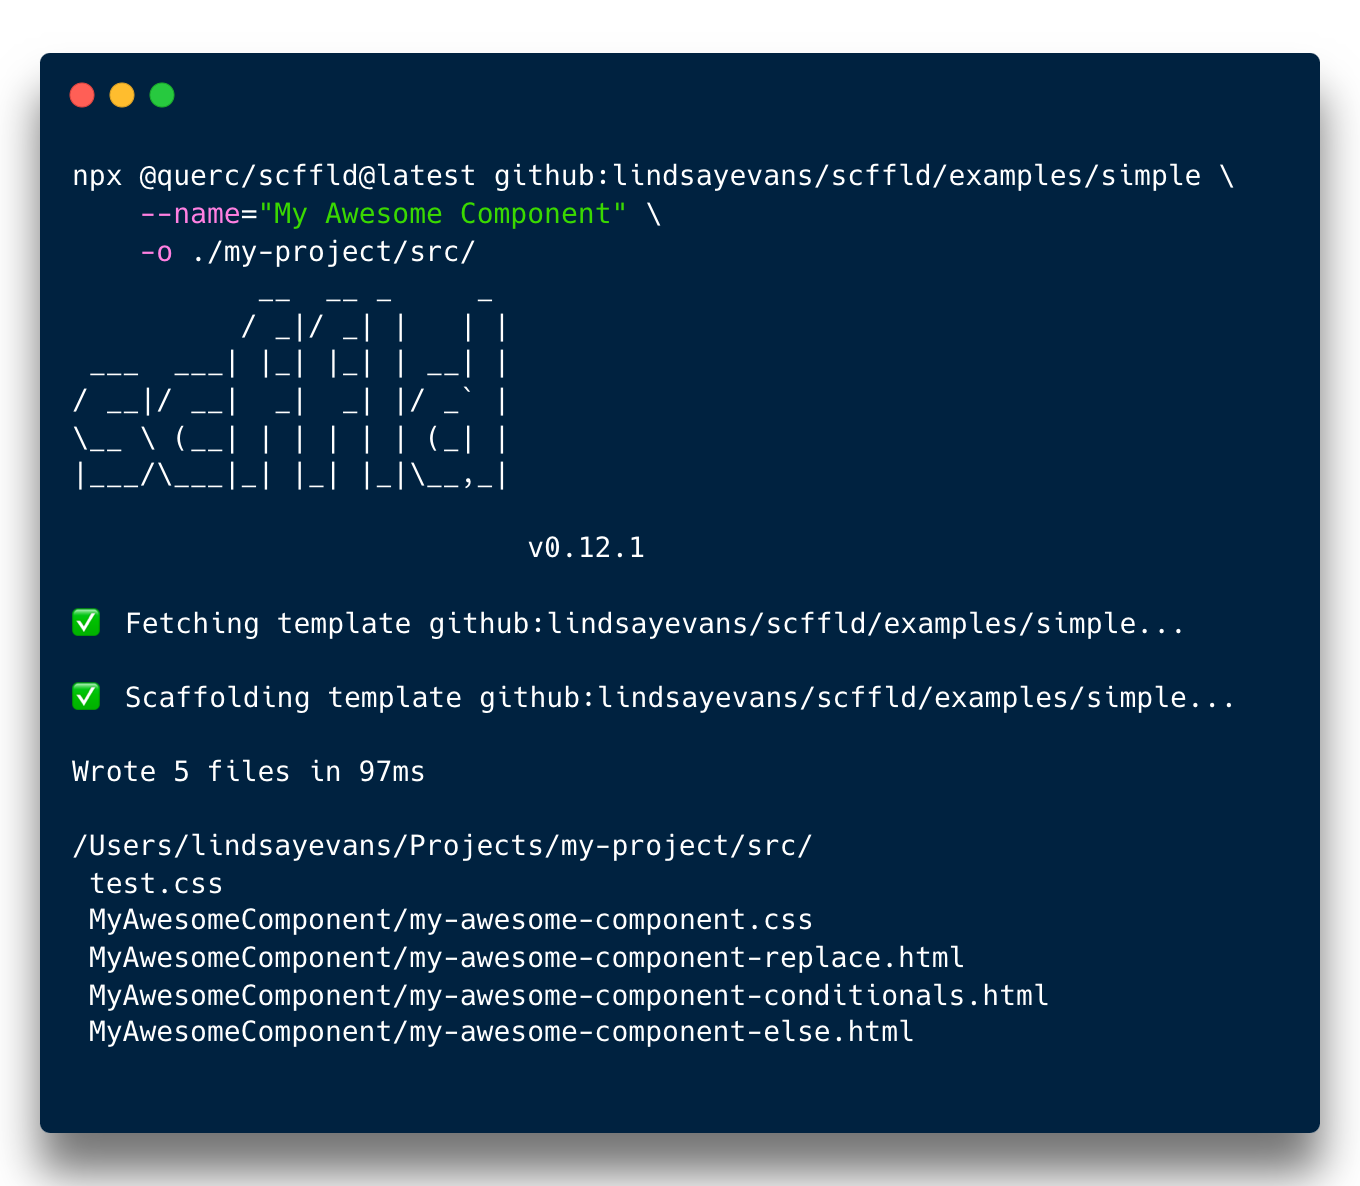 npx @querc/scffld@latest github:lindsayevans/scffld/examples/simple \
    --name="My Awesome Component" \
    -o ./my-project/src/
           __  __ _     _
          / _|/ _| |   | |
 ___  ___| |_| |_| | __| |
/ __|/ __|  _|  _| |/ _` |
\__ \ (__| | | | | | (_| |
|___/\___|_| |_| |_|\__,_|
                           v0.12.1
✅ Fetching template github:lindsayevans/scffld/examples/simple...
✅ Scaffolding template github:lindsayevans/scffld/examples/simple...
Wrote 5 files in 97ms
/Users/lindsayevans/Projects/my-project/src/
 test.css
 MyAwesomeComponent/my-awesome-component.css
 MyAwesomeComponent/my-awesome-component-replace.html
 MyAwesomeComponent/my-awesome-component-conditionals.html
 MyAwesomeComponent/my-awesome-component-else.html